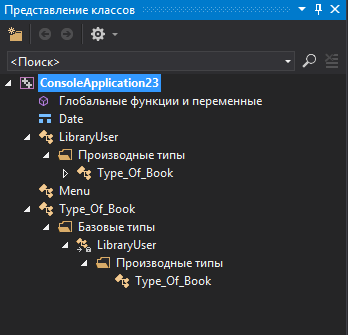 Представление классов
<Поиск>
ConsoleApplication23
Глобальные функции и переменные
Date
LibraryUser
Производные типы
Type_Of_Book
Menu
Type_Of_Book
Базовые типы
LibraryUser
Производные типы
Type_Of_Book